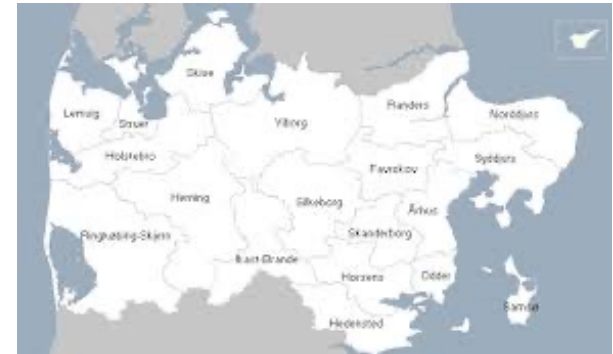 Skive
Lemvig
Struer
Viborg
Randers
Norddjurs
Holstebro
Favrskov
Syddjurs
Herning
Silkeborg
Århus
Skanderborg
Ringkøbing-Skjern
Ikast-Brande
Horsens
Odder
Samsø
Hedensted